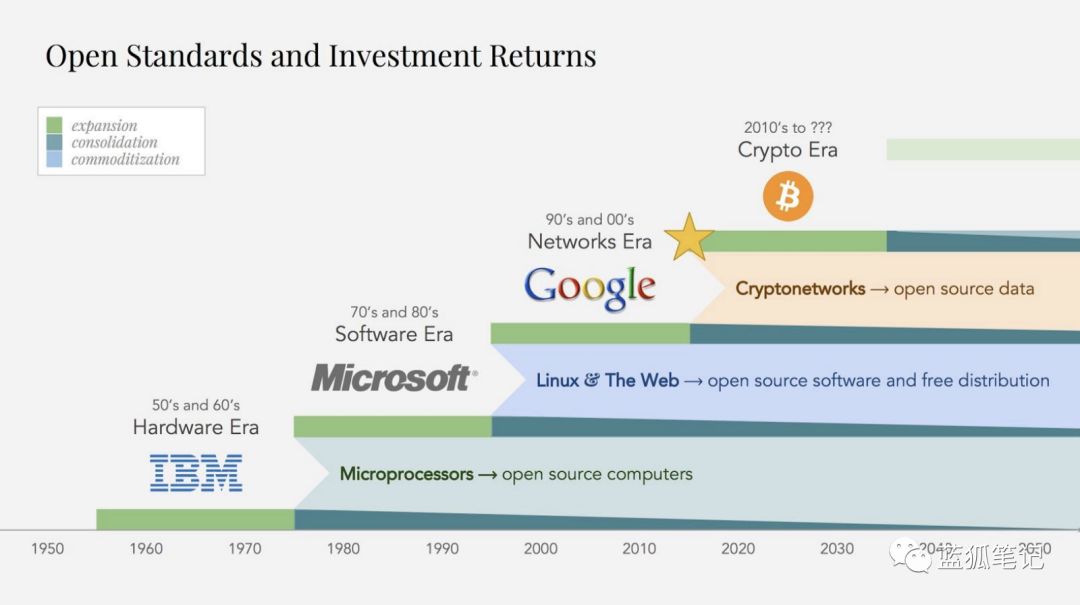 Open Standards and Investment Returns
expansion
consolidation
commoditization
2010's to ???
Crypto Era
90's and 00's
Networks Era
Google
Cryptonetworks → open source data
70's and 80's
Software Era
Microsoft®
Linux & The Web → open source software and free distribution
50's and 60's
Hardware Era
IBM
Microprocessors → open source computers
1950 1960 1970 1980 1990 2000 2010 2020 2030 2040 2050
蓝狐笔记